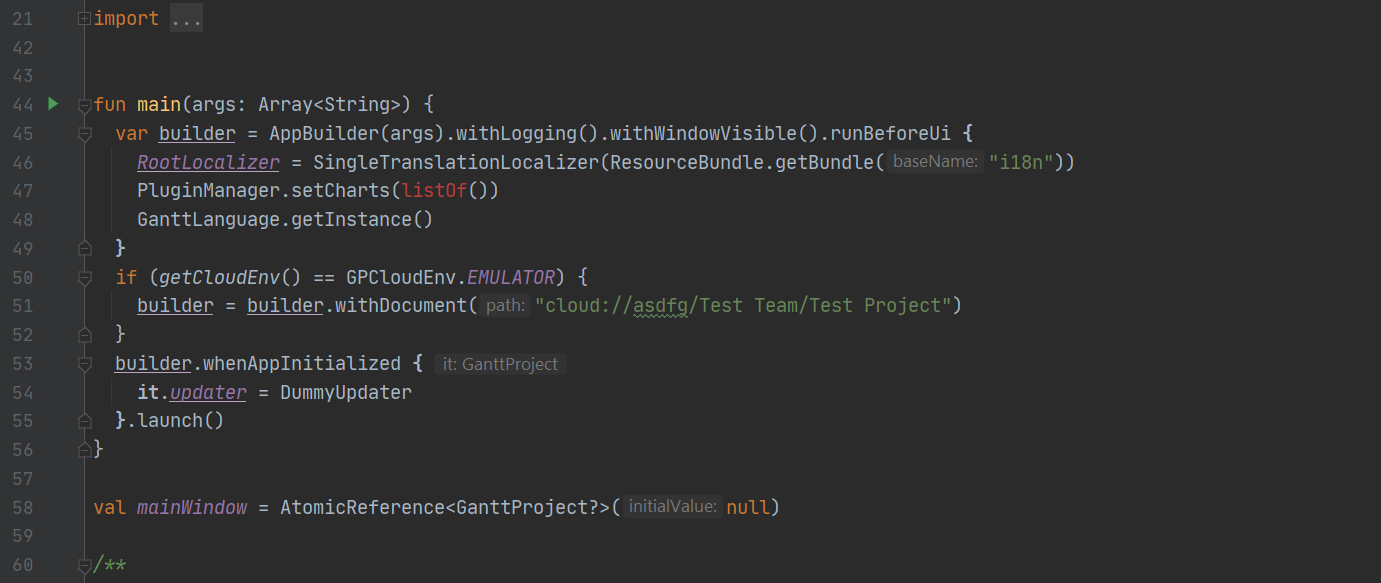 21 import ...
42
43
44 fun main(args: Array<String>) {
45 var builder = AppBuilder(args).withLogging().withWindowVisible().runBeforeUi {
46 RootLocalizer = SingleTranslationLocalizer(ResourceBundle.getBundle( baseName: "i18n"))
47 PluginManager.setCharts(listOf())
48 GanttLanguage.getInstance()
49 }
50 if (getCloudEnv() == GPCloudEnv.EMULATOR) {
51 builder = builder.withDocument( path: "cloud://asdfg/Test Team/Test Project")
52 }
53 builder.whenAppInitialized { it: GanttProject
54 it.updater = DummyUpdater
55 }.launch()
56 }
57
58 val mainWindow = AtomicReference<GanttProject?>( initialValue: null)
59
60 /**